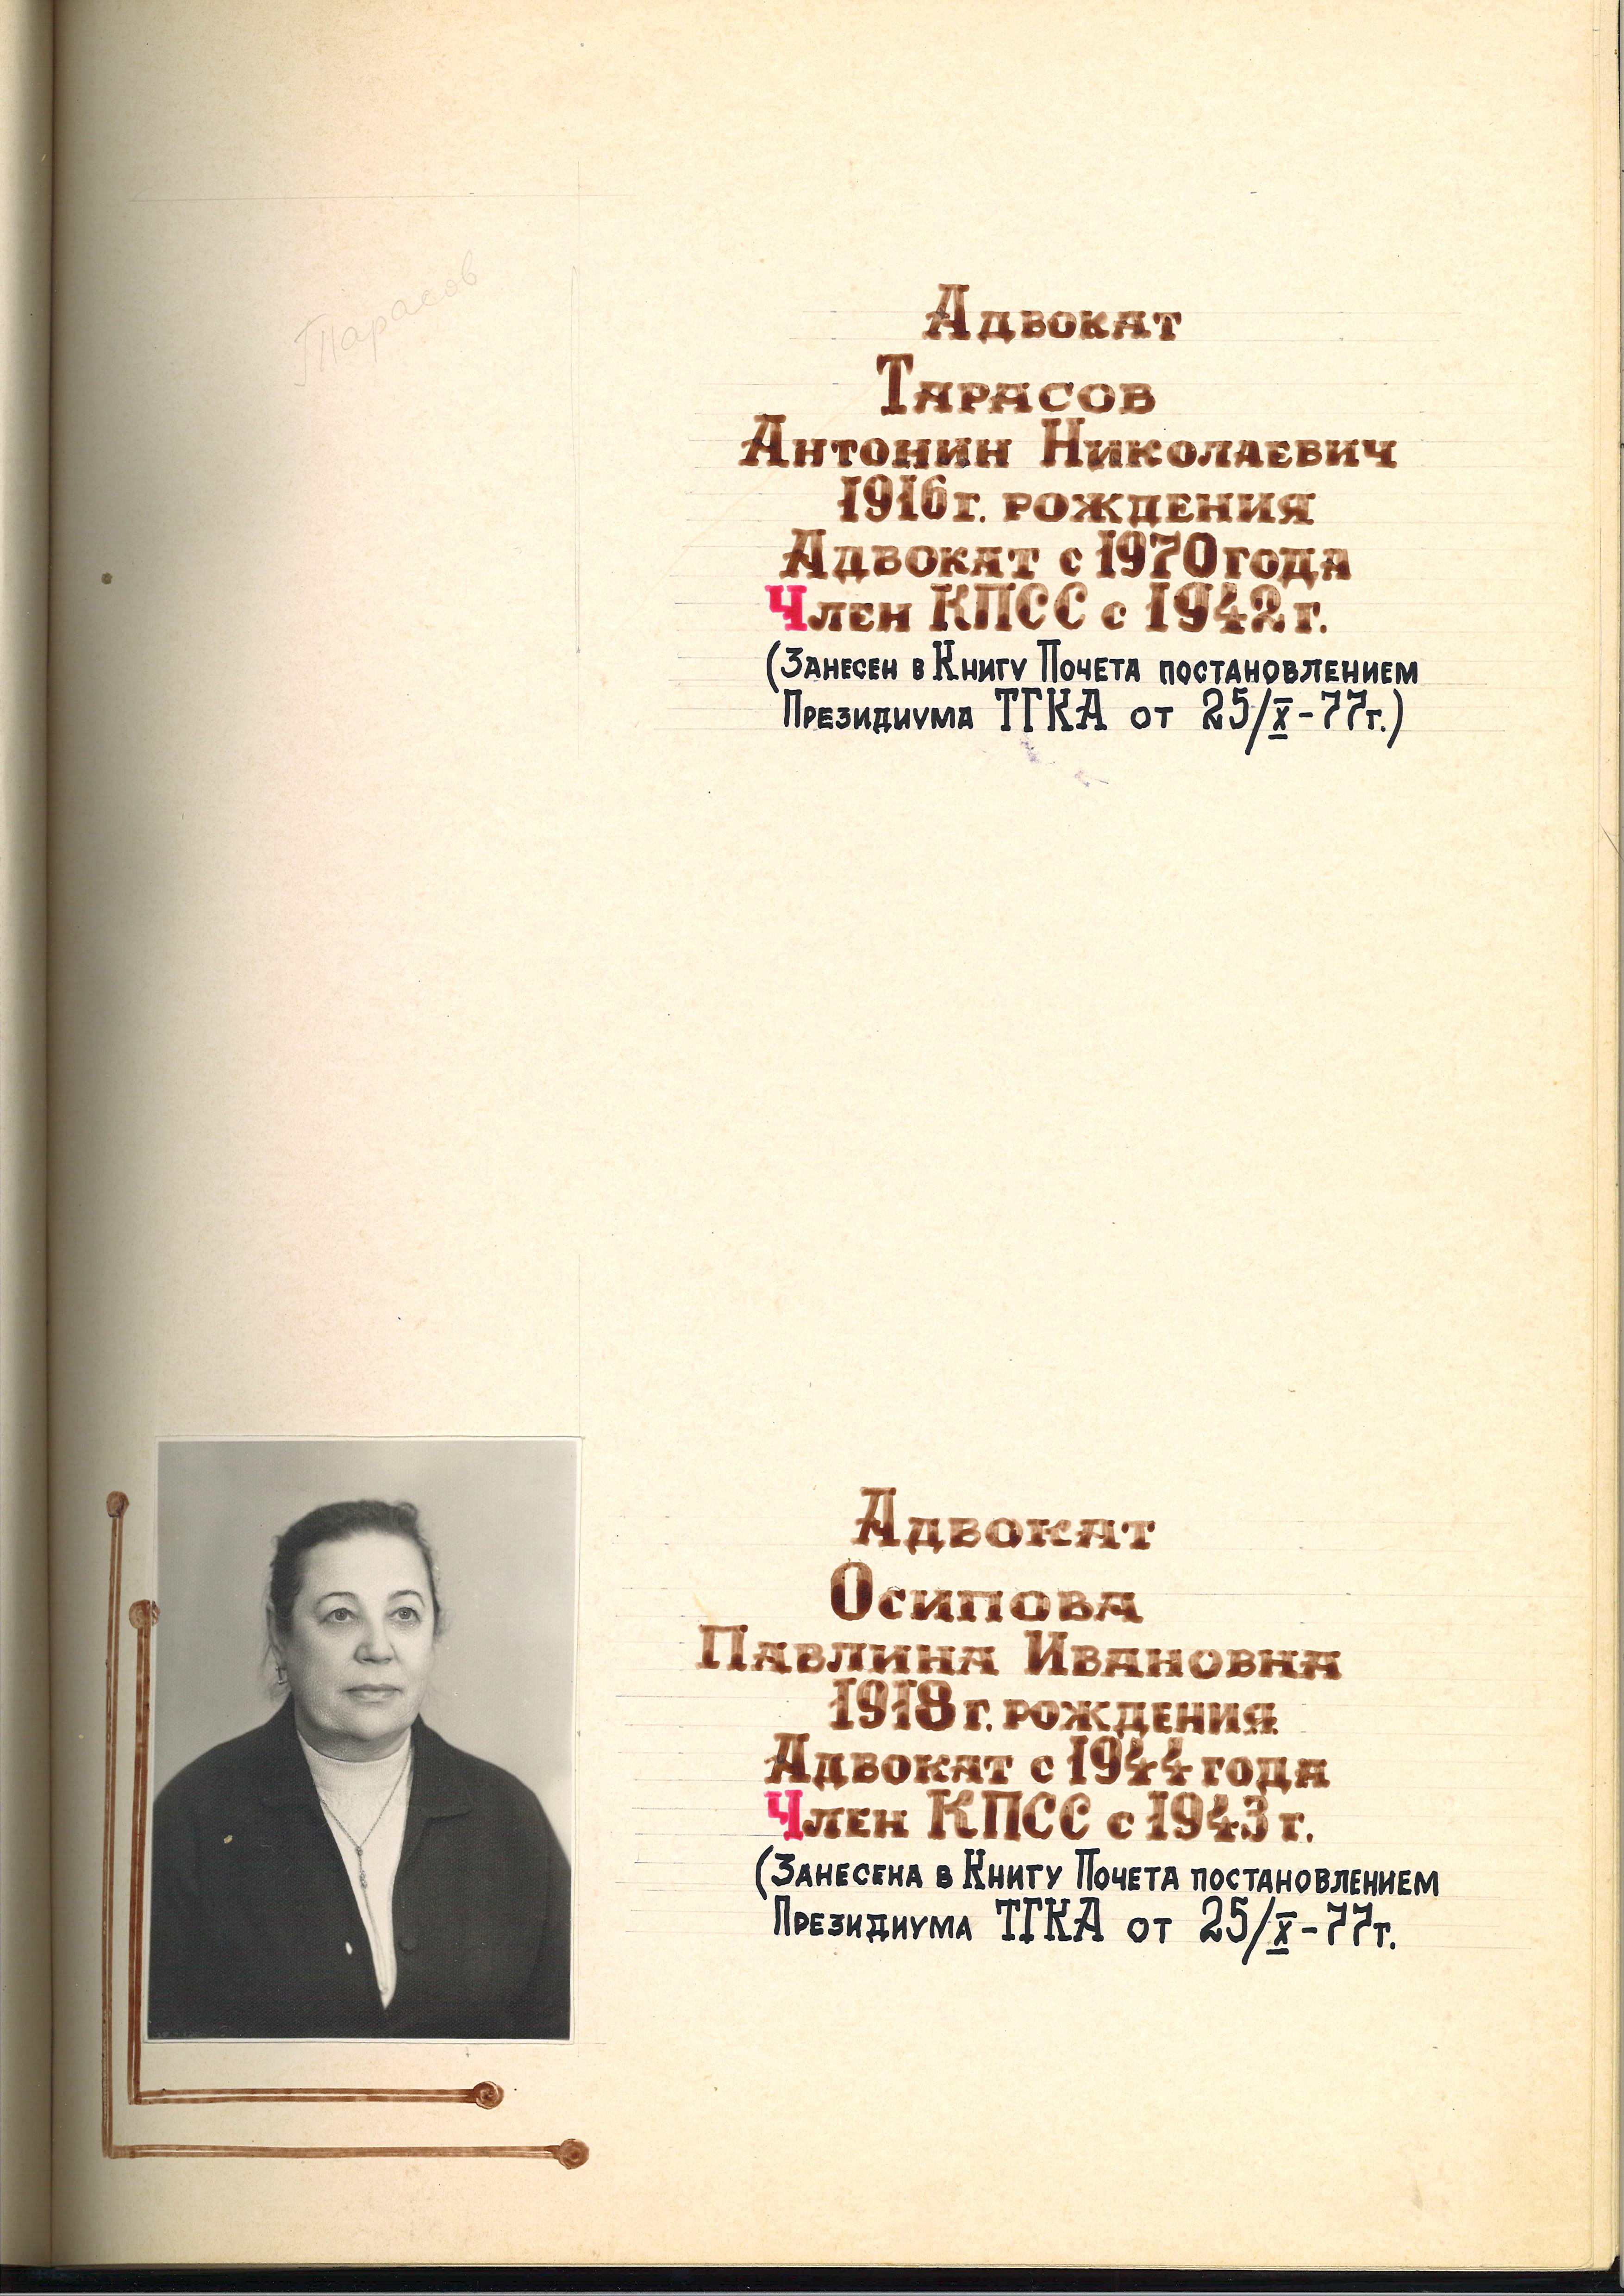 Тарасов
Адвокат
Тарасов
Антонин Николаевич
1916 г. рождения
Адвокат с 1970 года
Член КПСС с 1942 г.
(Занесен в Книгу Почета постановлением
Президиума ТГКА от 25/X-77г.)
Адвокат
Осипова
Павлина Ивановна
1918 г. рождения
Адвокат с 1944 года
Член КПСС с 1943 г.
(Занесена в Книгу Почета постановлением
Президиума ТГКА от 25/X-77г.